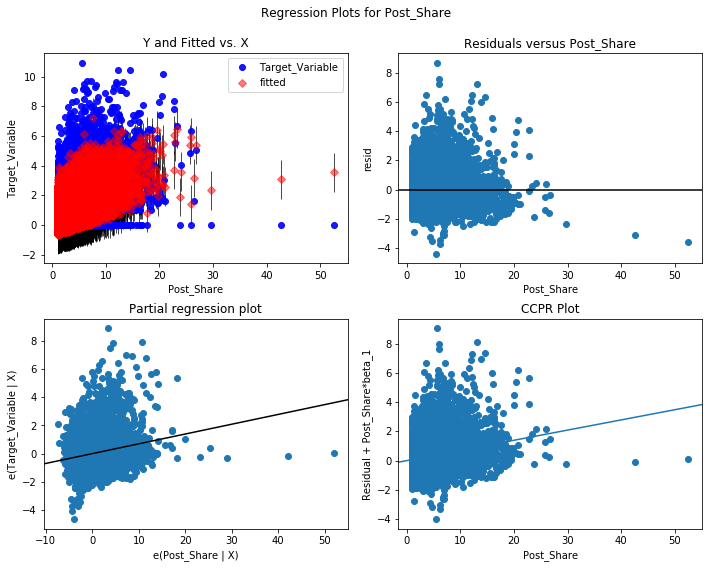 Regression Plots for Post_Share
Y and Fitted vs. X
Target_Variable
fitted
Target_Variable
10
8
6
4
2
0
−2
0 10 20 30 40 50
Post_Share
Residuals versus Post_Share
resid
8
6
4
2
0
−2
−4
0 10 20 30 40 50
Post_Share
Partial regression plot
e(Target_Variable | X)
8
6
4
2
0
−2
−4
−10 0 10 20 30 40 50
e(Post_Share | X)
CCPR Plot
Residual + Post_Share*beta_1
8
6
4
2
0
−2
−4
0 10 20 30 40 50
Post_Share